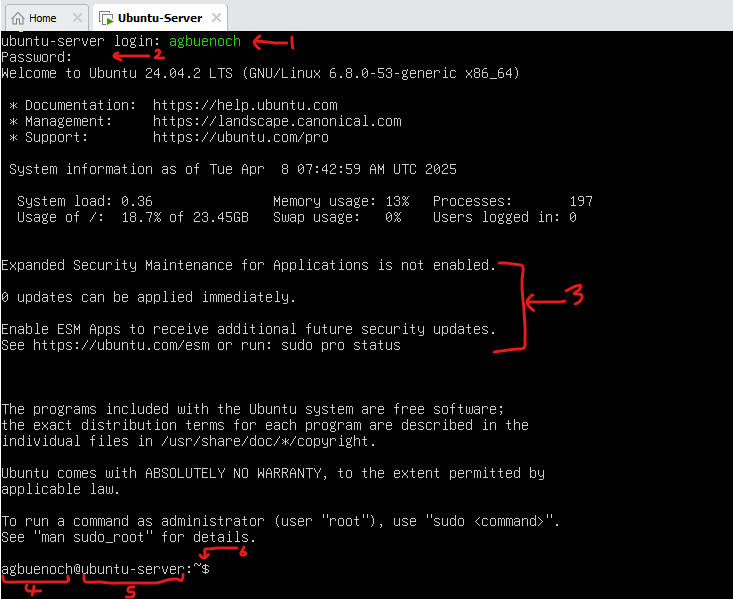 Home
Ubuntu-Server
ubuntu-server login: agbuenoch 1
Password: 2
Welcome to Ubuntu 24.04.2 LTS (GNU/Linux 6.8.0-53-generic x86_64)
* Documentation: https://help.ubuntu.com
* Management: https://landscape.canonical.com
* Support: https://ubuntu.com/pro
System information as of Tue Apr 8 07:42:59 AM UTC 2025
System load: 0.36 Memory usage: 13% Processes: 197
Usage of /: 18.7% of 23.45GB Swap usage: 0% Users logged in: 0
Expanded Security Maintenance for Applications is not enabled.
0 updates can be applied immediately. 3
Enable ESM Apps to receive additional future security updates.
See https://ubuntu.com/esm or run: sudo pro status
The programs included with the Ubuntu system are free software;
the exact distribution terms for each program are described in the
individual files in /usr/share/doc/*/copyright.
Ubuntu comes with ABSOLUTELY NO WARRANTY, to the extent permitted by
applicable law.
To run a command as administrator (user "root"), use "sudo <command>".
See "man sudo_root" for details.
6
agbuenoch@ubuntu-server:~$
4 5